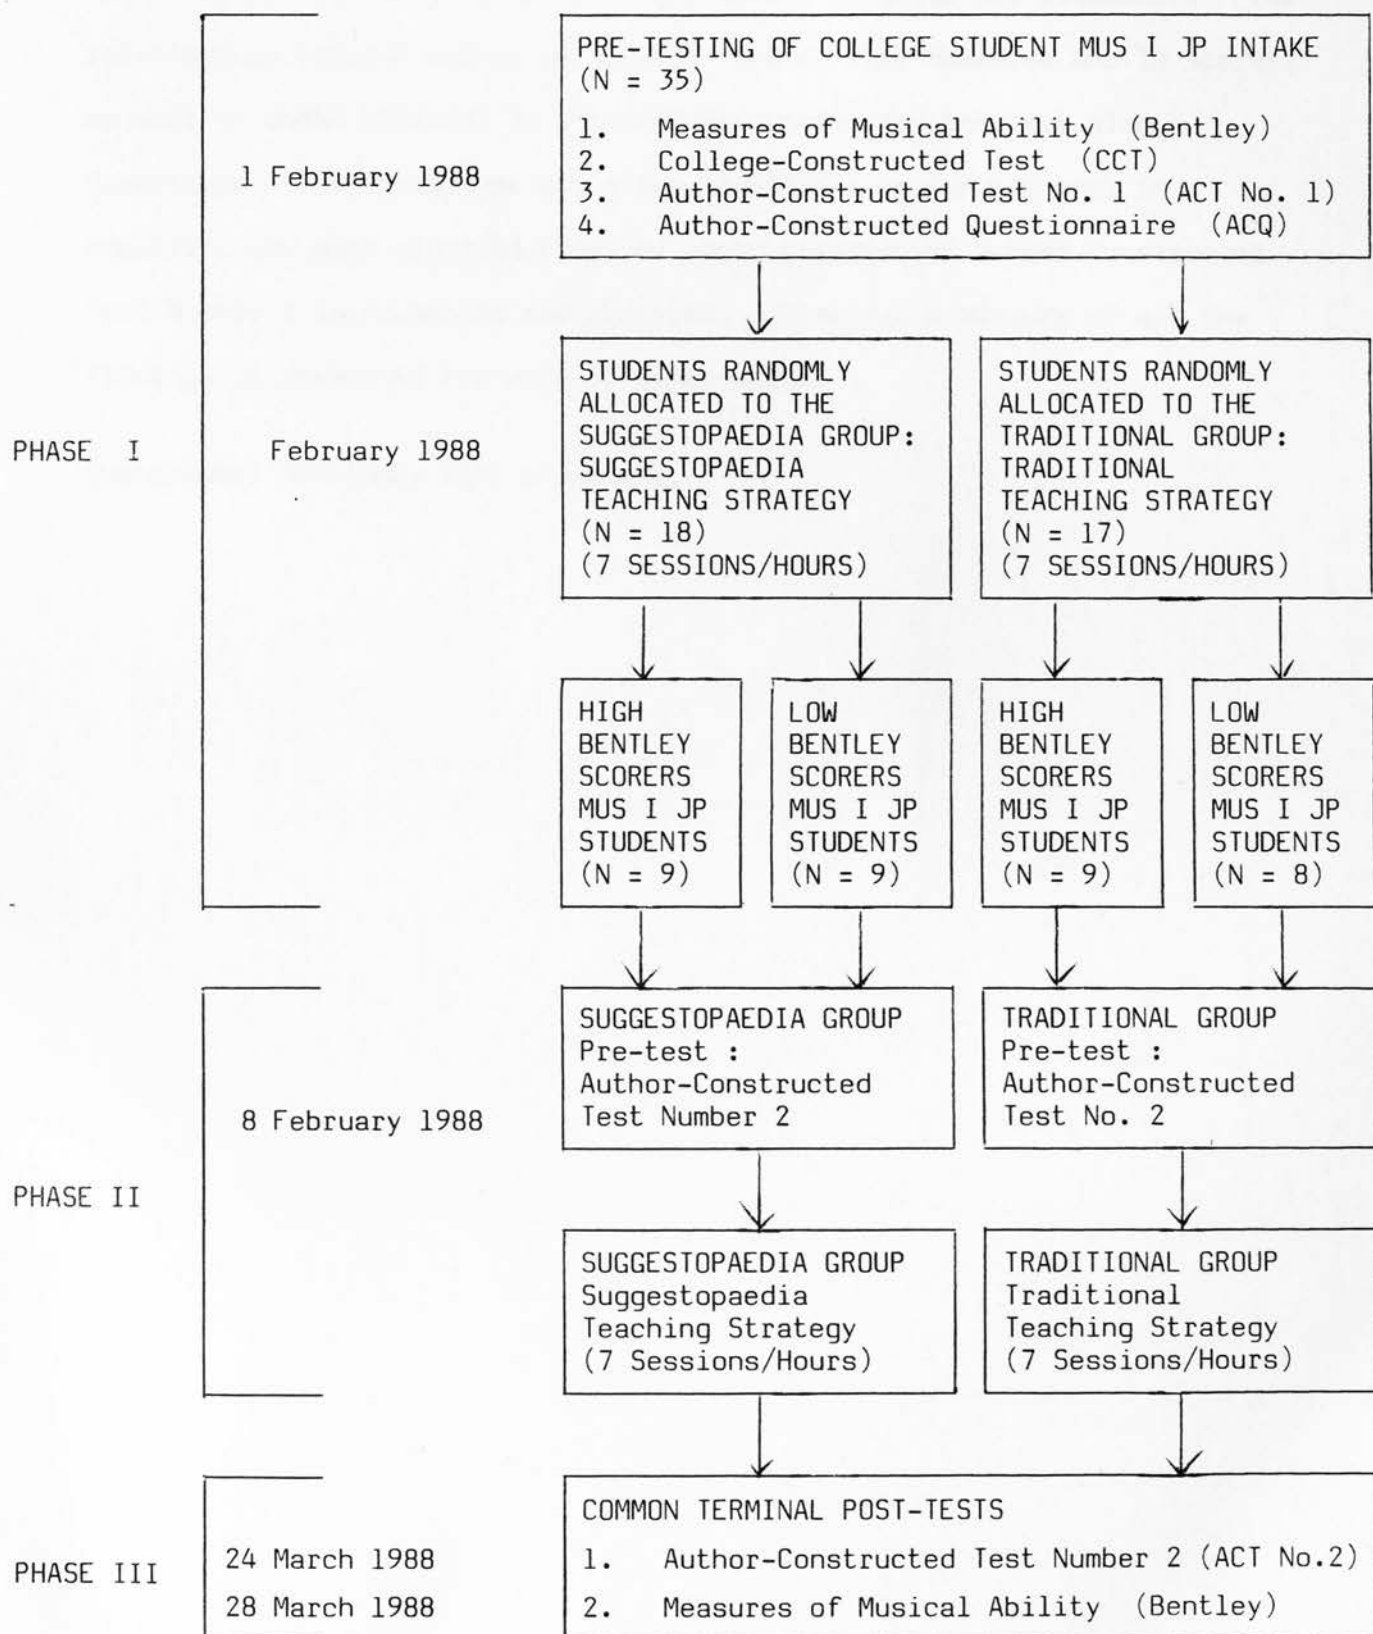 PRE-TESTING OF COLLEGE STUDENT MUS I JP INTAKE
(N = 35)
1. Measures of Musical Ability (Bentley)
2. College-Constructed Test (CCT)
3. Author-Constructed Test No. 1 (ACT No. 1)
4. Author-Constructed Questionnaire (ACQ)
1 February 1988
PHASE I
February 1988
STUDENTS RANDOMLY
ALLOCATED TO THE
SUGGESTOPAEDIA GROUP:
SUGGESTOPAEDIA
TEACHING STRATEGY
(N = 18)
(7 SESSIONS/HOURS)
STUDENTS RANDOMLY
ALLOCATED TO THE
TRADITIONAL GROUP:
TRADITIONAL
TEACHING STRATEGY
(N = 17)
(7 SESSIONS/HOURS)
HIGH
BENTLEY
SCORERS
MUS I JP
STUDENTS
(N = 9)
LOW
BENTLEY
SCORERS
MUS I JP
STUDENTS
(N = 9)
HIGH
BENTLEY
SCORERS
MUS I JP
STUDENTS
(N = 9)
LOW
BENTLEY
SCORERS
MUS I JP
STUDENTS
(N = 8)
PHASE II
8 February 1988
SUGGESTOPAEDIA GROUP
Pre-test :
Author-Constructed
Test Number 2
TRADITIONAL GROUP
Pre-test :
Author-Constructed
Test No. 2
SUGGESTOPAEDIA GROUP
Suggestopaedia
Teaching Strategy
(7 Sessions/Hours)
TRADITIONAL GROUP
Traditional
Teaching Strategy
(7 Sessions/Hours)
PHASE III
24 March 1988
28 March 1988
COMMON TERMINAL POST-TESTS
1. Author-Constructed Test Number 2 (ACT No.2)
2. Measures of Musical Ability (Bentley)